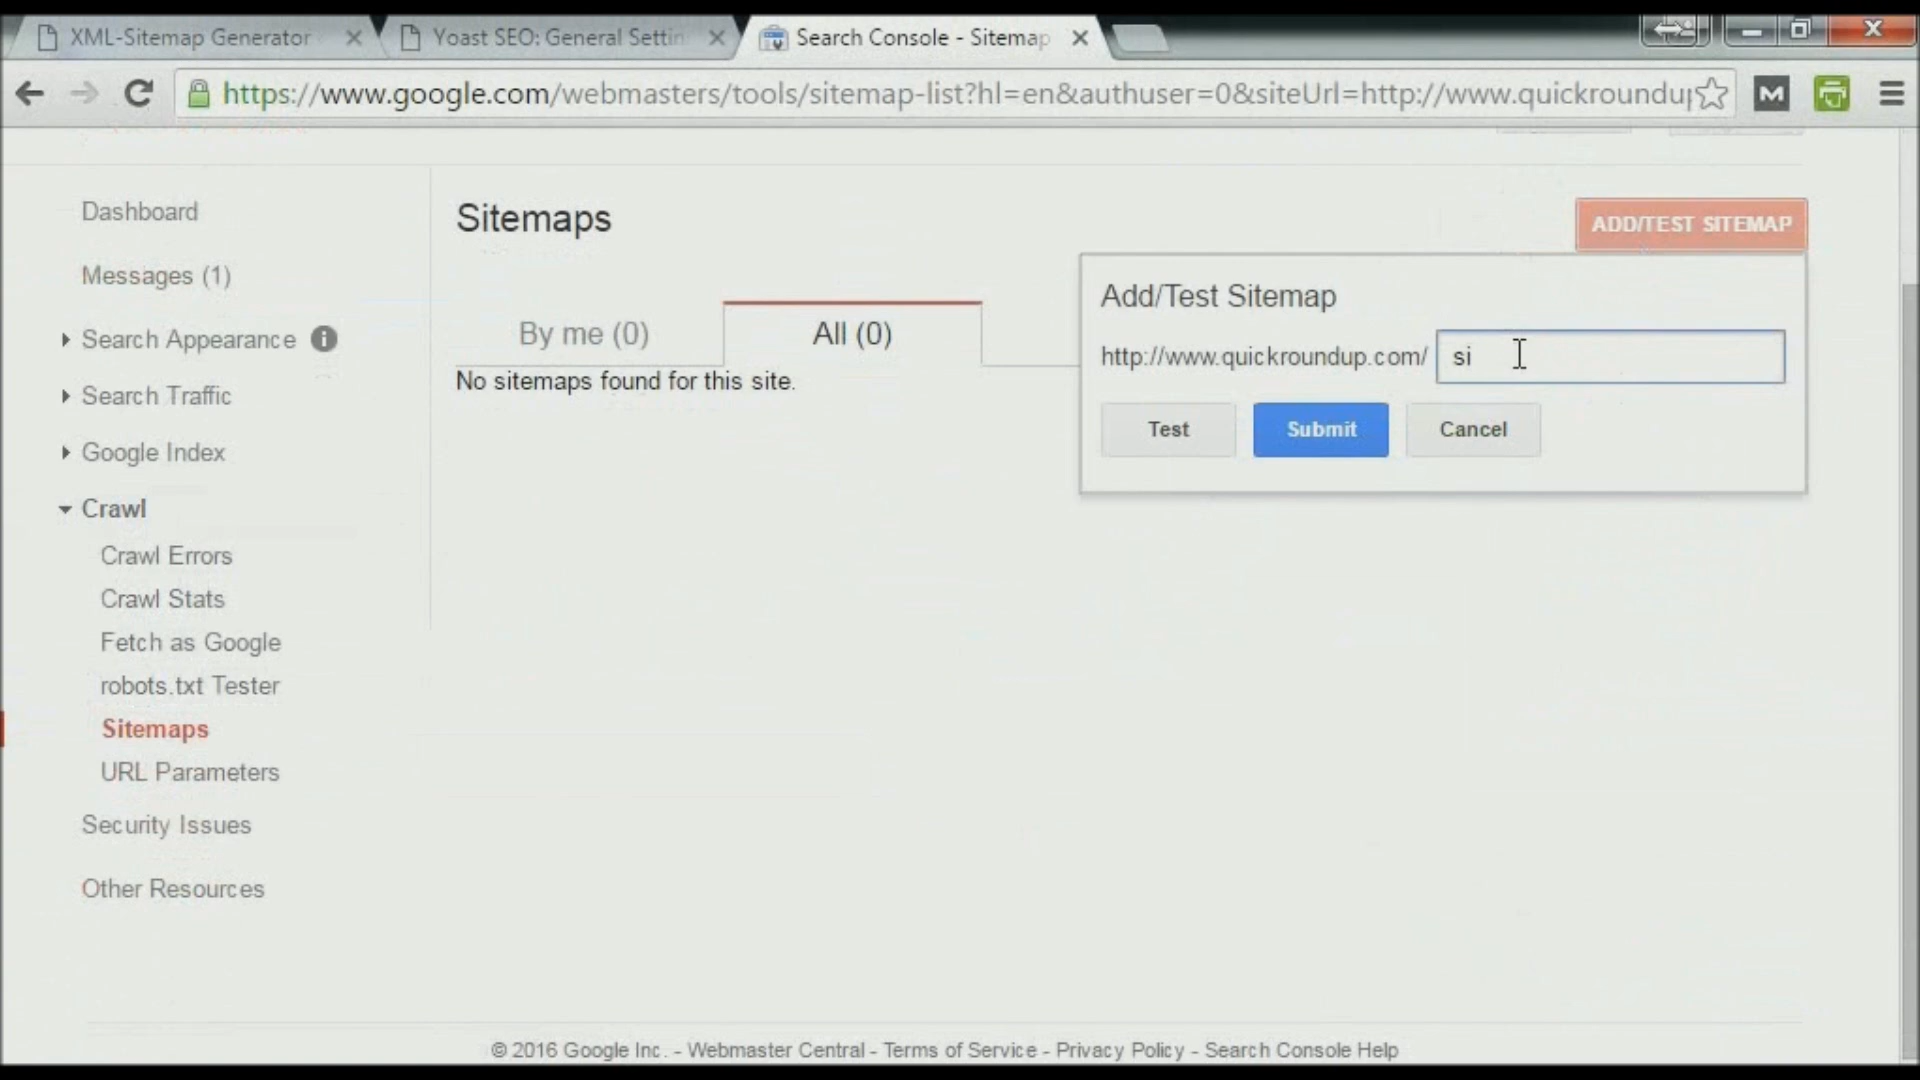 XML-Sitemap Generator
Yoast SEO: General Settin
Search Console - Sitemap
https://www.google.com/webmasters/tools/sitemap-list?hl=en&authuser=0&siteUrl=http://www.quickroundup
Dashboard
Messages (1)
Search Appearance
Search Traffic
Google Index
Crawl
Crawl Errors
Crawl Stats
Fetch as Google
robots.txt Tester
Sitemaps
URL Parameters
Security Issues
Other Resources
Sitemaps
ADD/TEST SITEMAP
By me (0)
All (0)
No sitemaps found for this site.
Add/Test Sitemap
http://www.quickroundup.com/ si
Test Submit Cancel
© 2016 Google Inc. - Webmaster Central - Terms of Service - Privacy Policy - Search Console Help